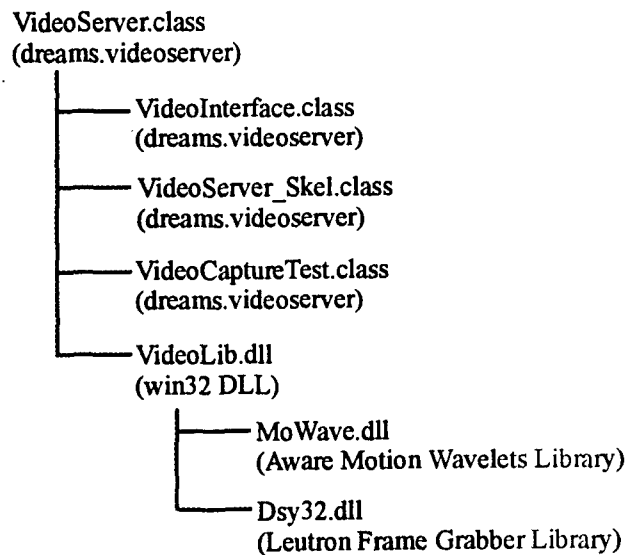 VideoServer.class
(dreams.videoserver)
VideoInterface.class
(dreams.videoserver)
VideoServer_Skel.class
(dreams.videoserver)
VideoCaptureTest.class
(dreams.videoserver)
VideoLib.dll
(win32 DLL)
MoWave.dll
(Aware Motion Wavelets Library)
Dsy32.dll
(Leutron Frame Grabber Library)